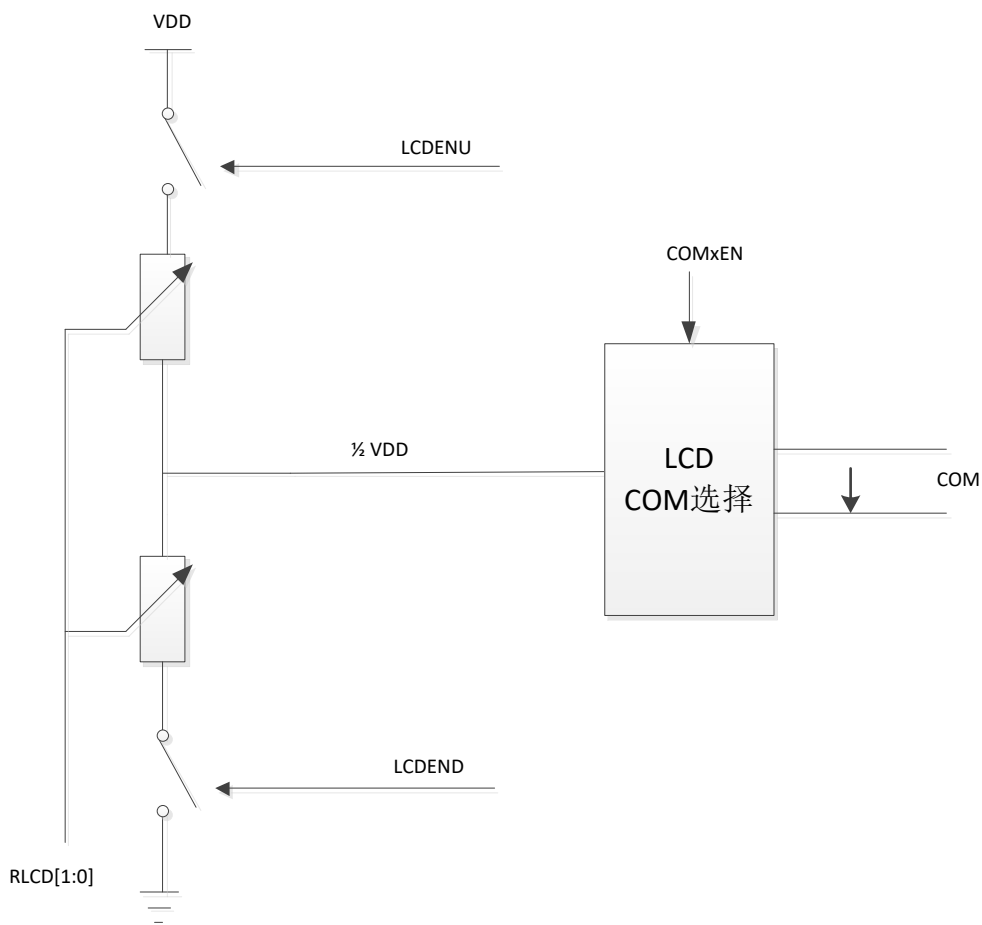 VDD
LCDENU
COMxEN
½ VDD
LCD
COM选择
COM
LCDEND
RLCD[1:0]